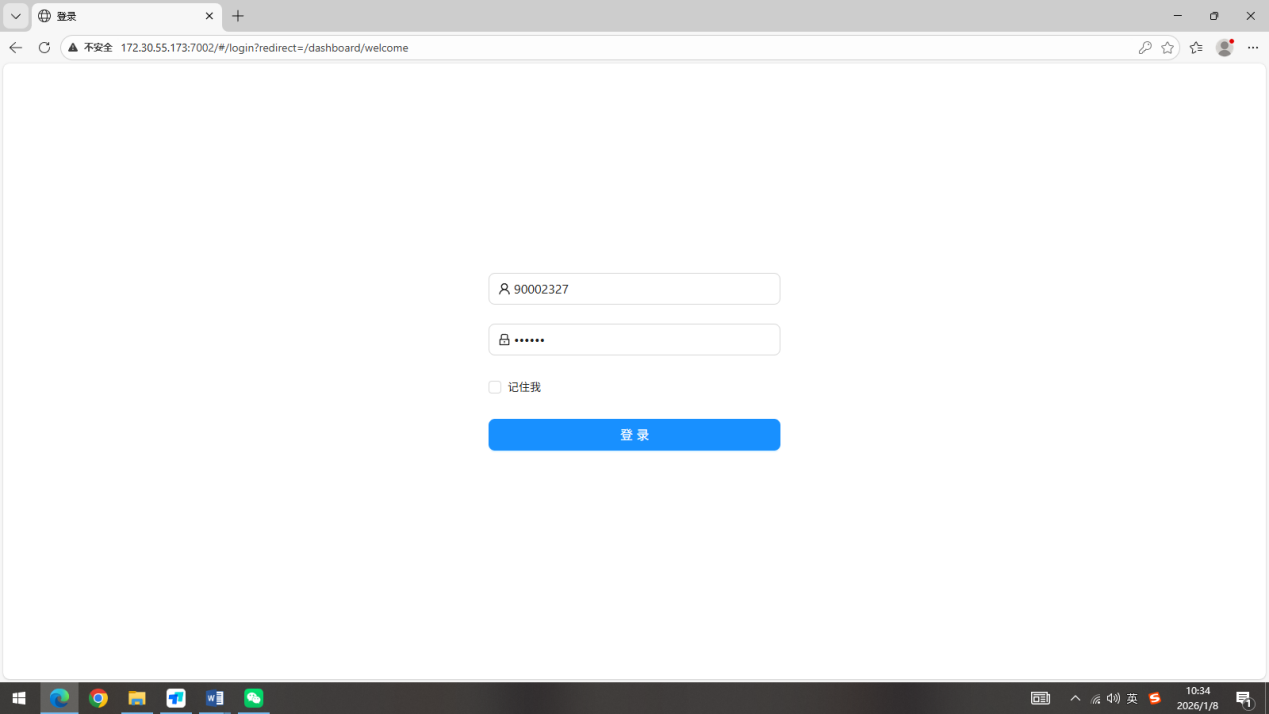 登录
不安全 172.30.55.173:7002/#/login?redirect=/dashboard/welcome
90002327
••••••
记住我
登 录
英
10:34
2026/1/8
1